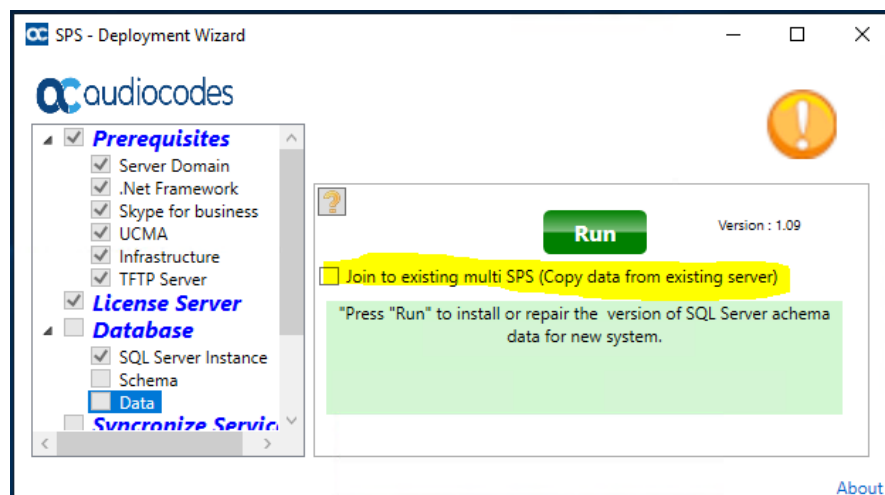 SPS - Deployment Wizard
audiocodes
Prerequisites
Server Domain
.Net Framework
Skype for business
UCMA
Infrastructure
TFTP Server
License Server
Database
SQL Server Instance
Schema
Data
Syncronize Servic
Run
Version : 1.09
Join to existing multi SPS (Copy data from existing server)
"Press "Run" to install or repair the version of SQL Server achema
data for new system.
About